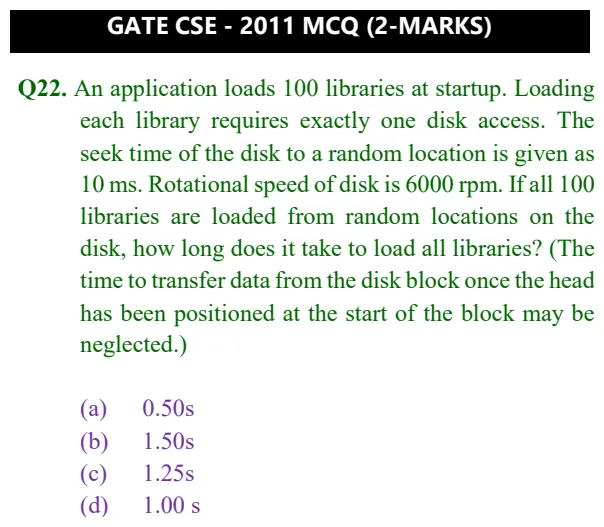 GATE CSE - 2011 MCQ (2-MARKS)
Q22. An application loads 100 libraries at startup. Loading
each library requires exactly one disk access. The
seek time of the disk to a random location is given as
10 ms. Rotational speed of disk is 6000 rpm. If all 100
libraries are loaded from random locations on the
disk, how long does it take to load all libraries? (The
time to transfer data from the disk block once the head
has been positioned at the start of the block may be
neglected.)
(a) 0.50s
(b) 1.50s
(c) 1.25s
(d) 1.00 s